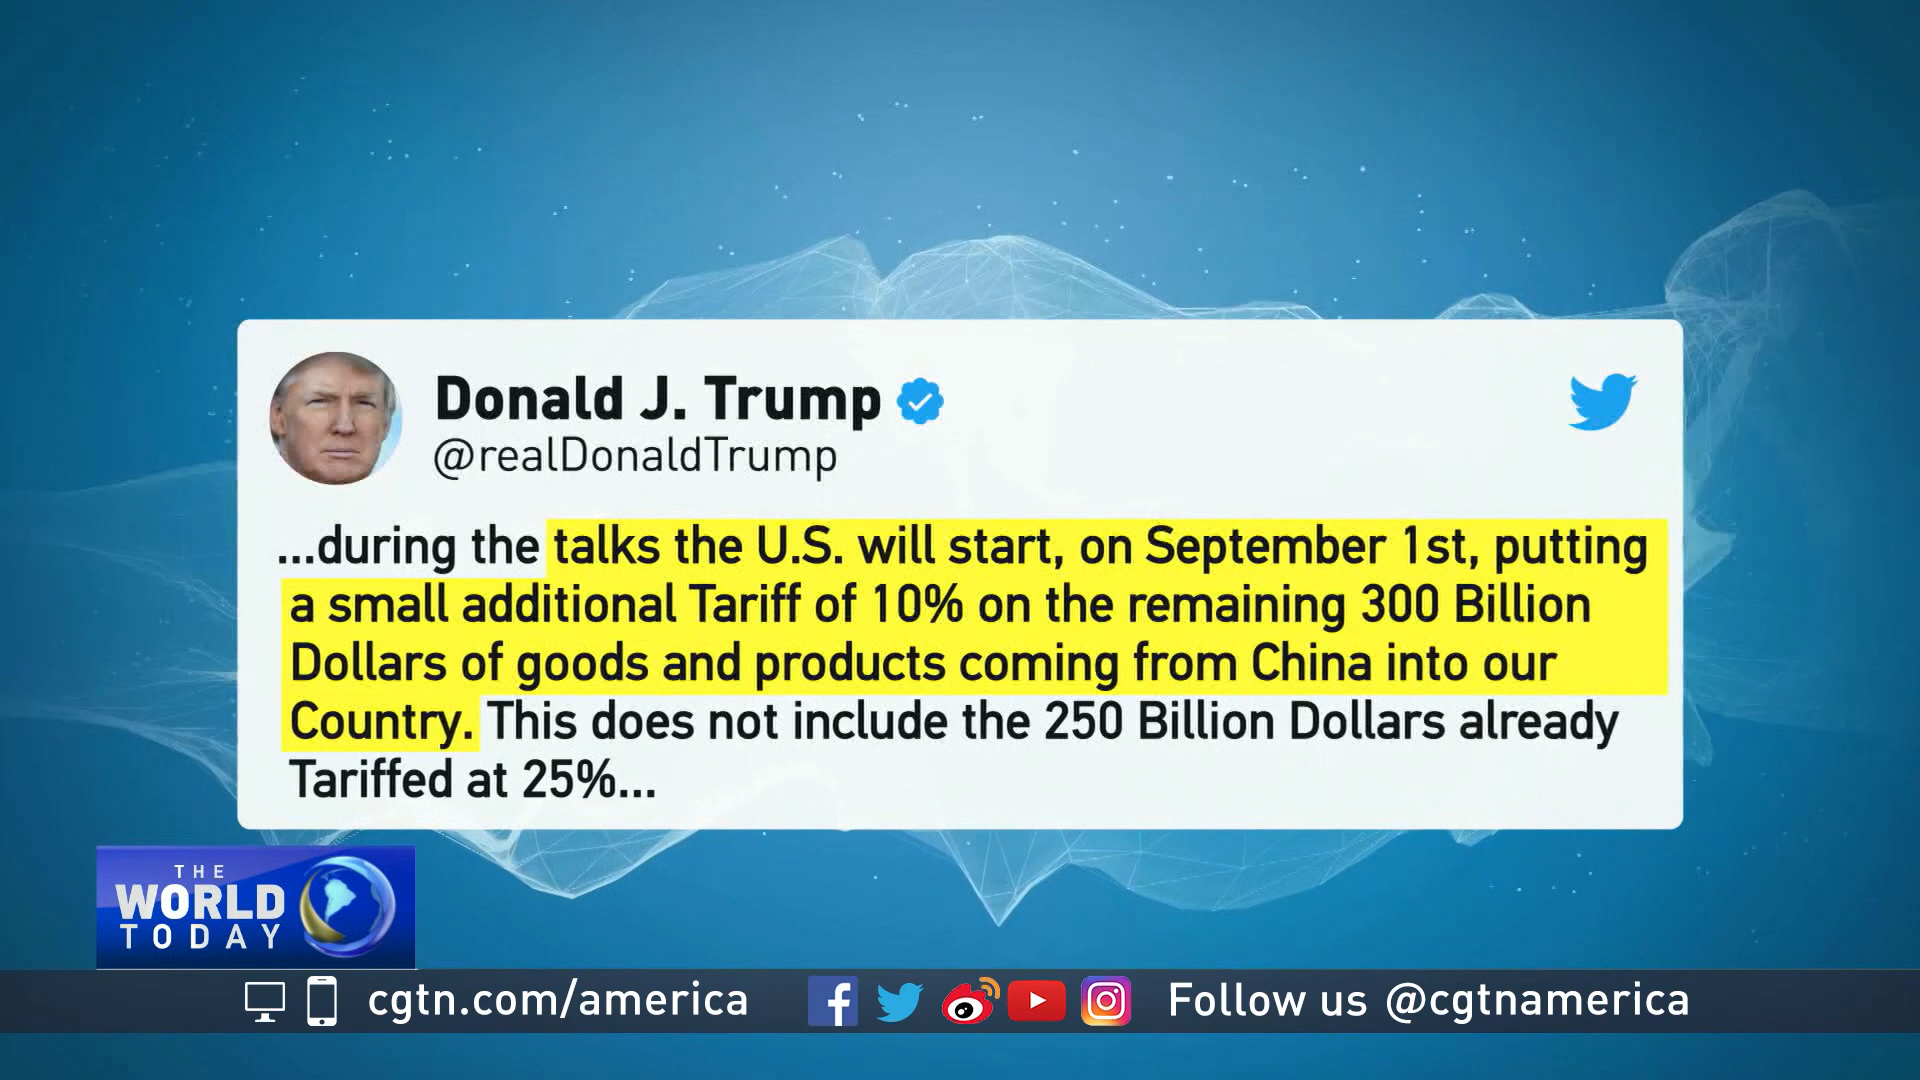 Donald J. Trump
@realDonaldTrump
...during the talks the U.S. will start, on September 1st, putting
a small additional Tariff of 10% on the remaining 300 Billion
Dollars of goods and products coming from China into our
Country. This does not include the 250 Billion Dollars already
Tariffed at 25%...
THE
WORLD
TODAY
cgtn.com/america
Follow us @cgtnamerica